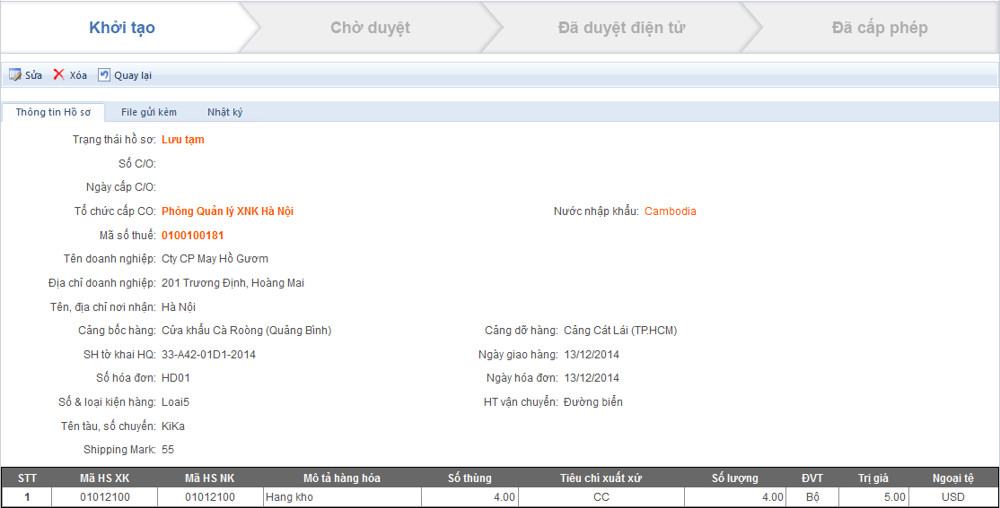 Khởi tạo Chờ duyệt Đã duyệt điện tử Đã cấp phép
Sửa Xóa Quay lại
Thông tin Hồ sơ File gửi kèm Nhật ký
Trạng thái hồ sơ: Lưu tạm
Số C/O:
Ngày cấp C/O:
Tổ chức cấp CO: Phòng Quản lý XNK Hà Nội Nước nhập khẩu: Cambodia
Mã số thuế: 0100100181
Tên doanh nghiệp: Cty CP May Hồ Gươm
Địa chỉ doanh nghiệp: 201 Trương Định, Hoàng Mai
Tên, địa chỉ nơi nhận: Hà Nội
Cảng bốc hàng: Cửa khẩu Cà Roòng (Quảng Bình) Cảng dỡ hàng: Cảng Cát Lái (TP.HCM)
SH tờ khai HQ: 33-A42-01D1-2014 Ngày giao hàng: 13/12/2014
Số hóa đơn: HD01 Ngày hóa đơn: 13/12/2014
Số & loại kiện hàng: Loai5 HT vận chuyển: Đường biển
Tên tàu, số chuyến: KiKa
Shipping Mark: 55
STT Mã HS XK Mã HS NK Mô tả hàng hóa Số thùng Tiêu chí xuất xứ Số lượng ĐVT Trị giá Ngoại tệ
1 01012100 01012100 Hang kho 4.00 CC 4.00 Bộ 5.00 USD